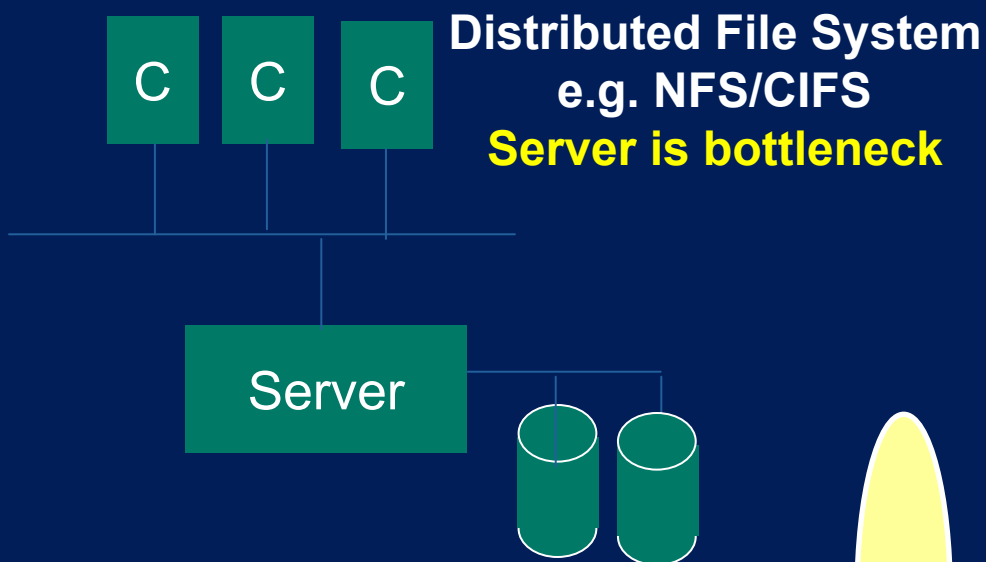 Distributed File System
e.g. NFS/CIFS
Server is bottleneck
C C C
Server